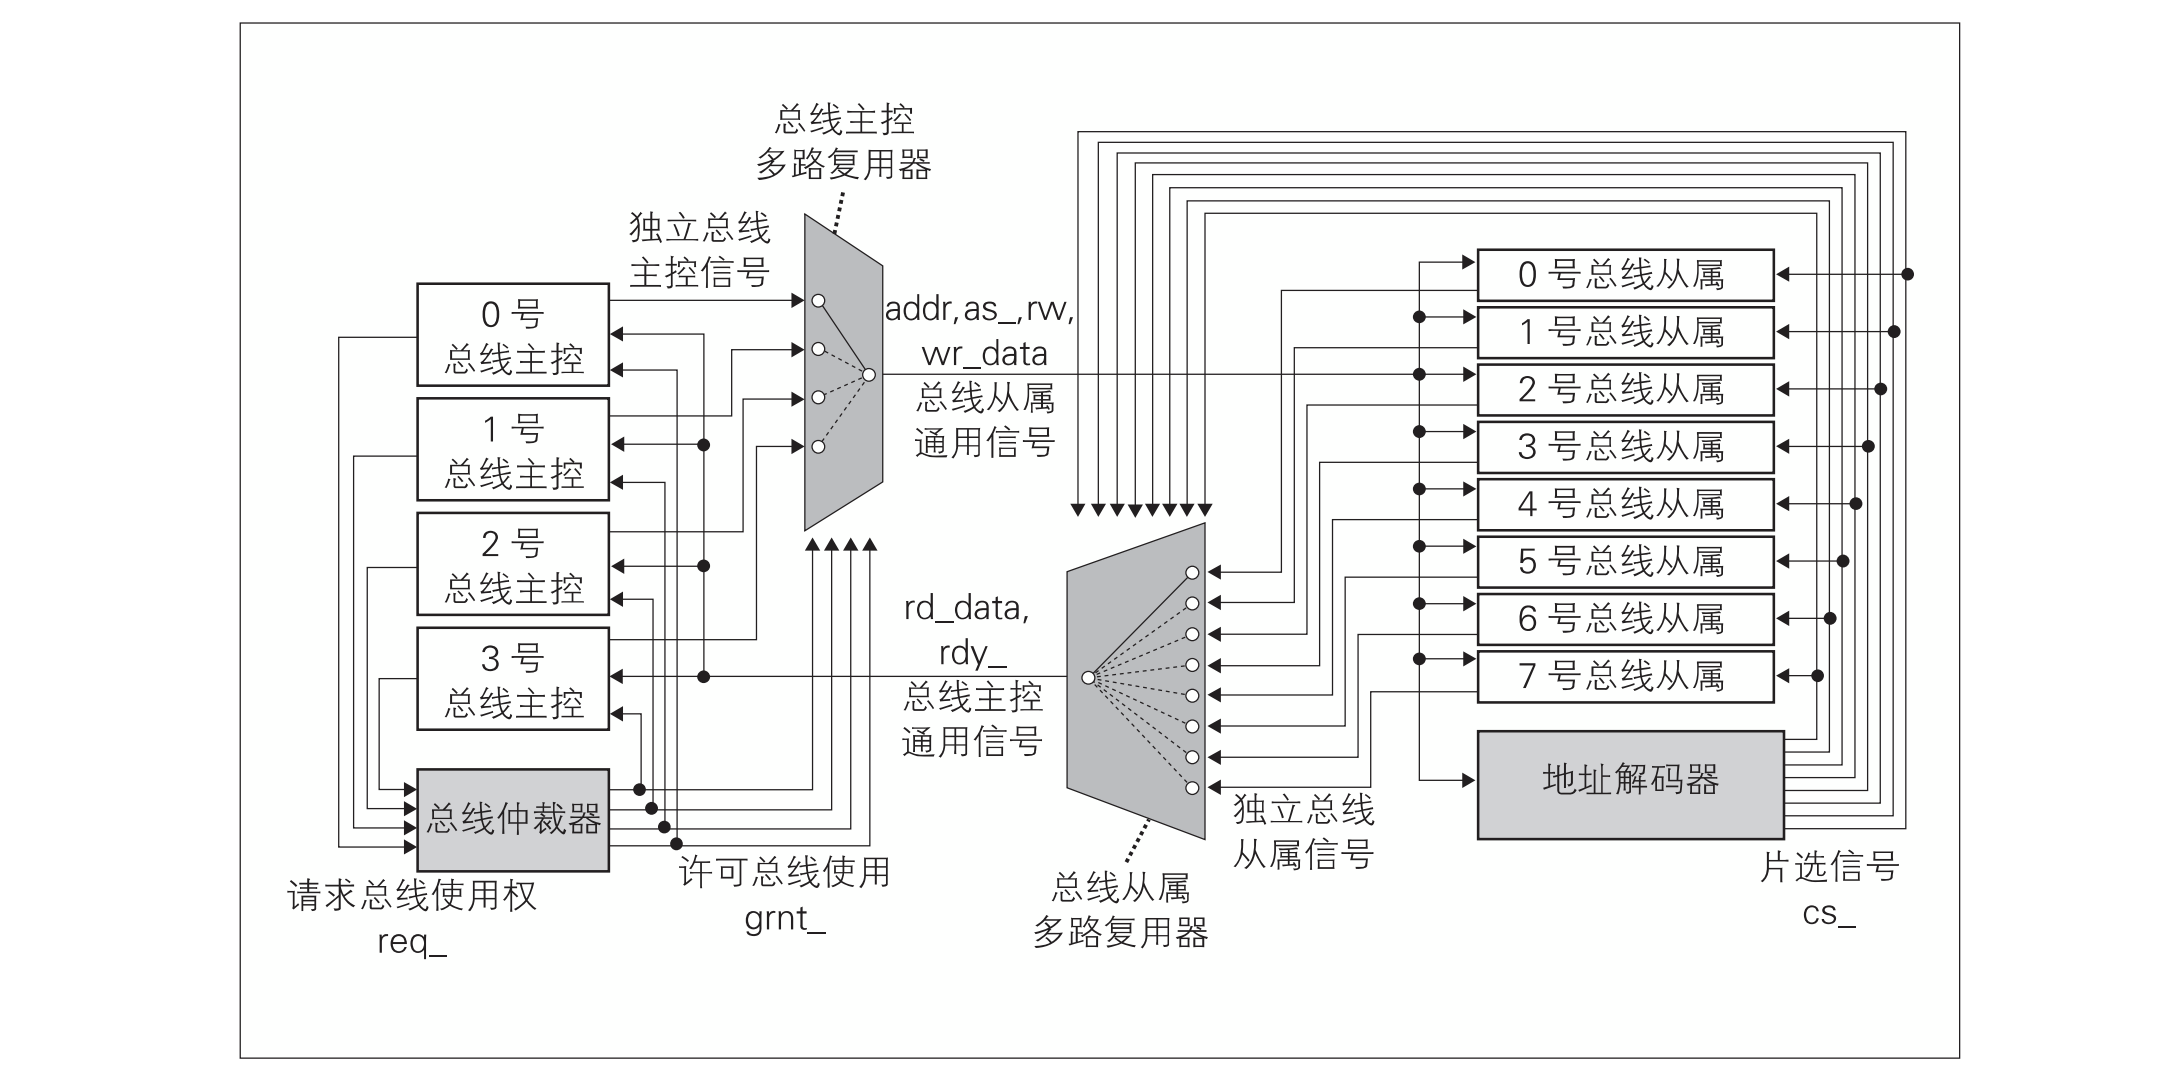 总线主控
多路复用器
独立总线
主控信号
0 号
总线主控
1 号
总线主控
2 号
总线主控
3 号
总线主控
总线仲裁器
请求总线使用权
req_
许可总线使用
grnt_
addr,as_,rw,
wr_data
总线从属
通用信号
rd_data,
rdy_
总线主控
通用信号
总线从属
多路复用器
独立总线
从属信号
0 号总线从属
1 号总线从属
2 号总线从属
3 号总线从属
4 号总线从属
5 号总线从属
6 号总线从属
7 号总线从属
地址解码器
片选信号
cs_